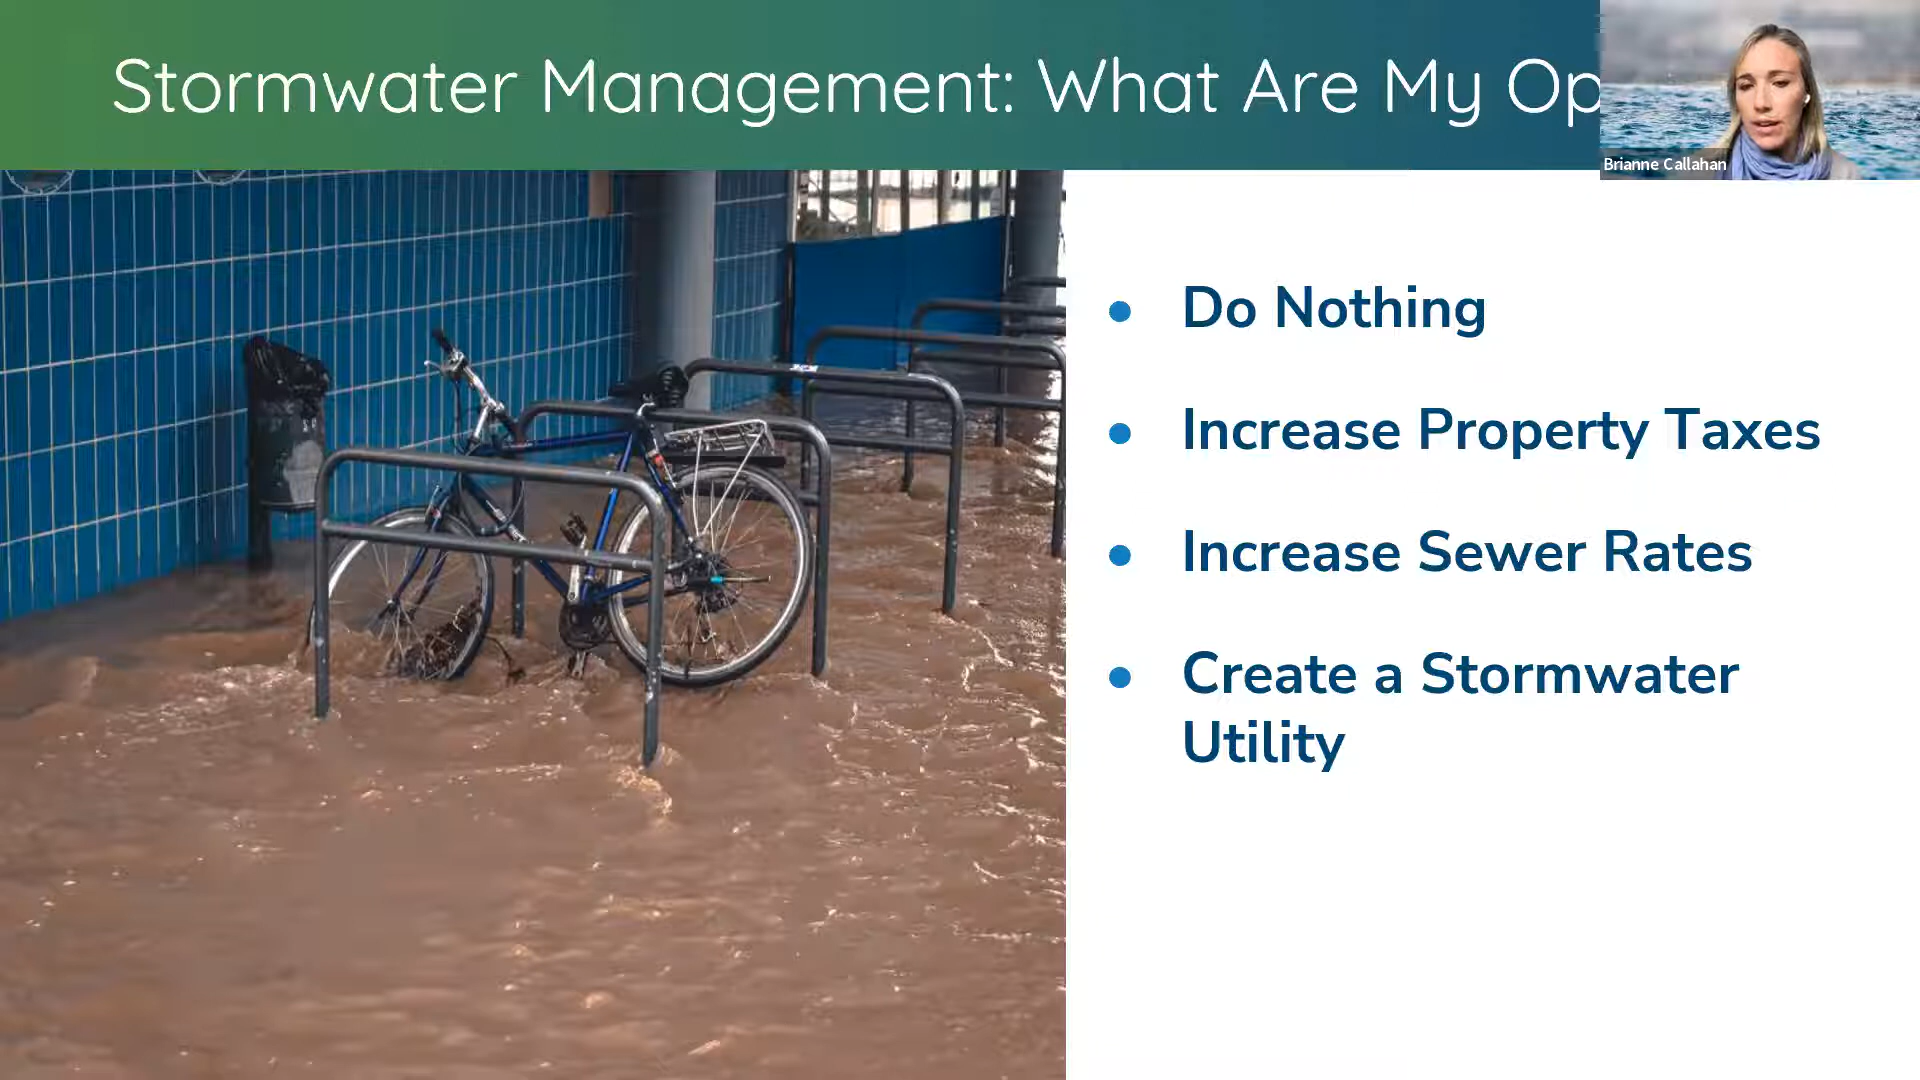 Stormwater Management: What Are My Op
Brianne Callahan
Do Nothing
Increase Property Taxes
Increase Sewer Rates
Create a Stormwater
Utility